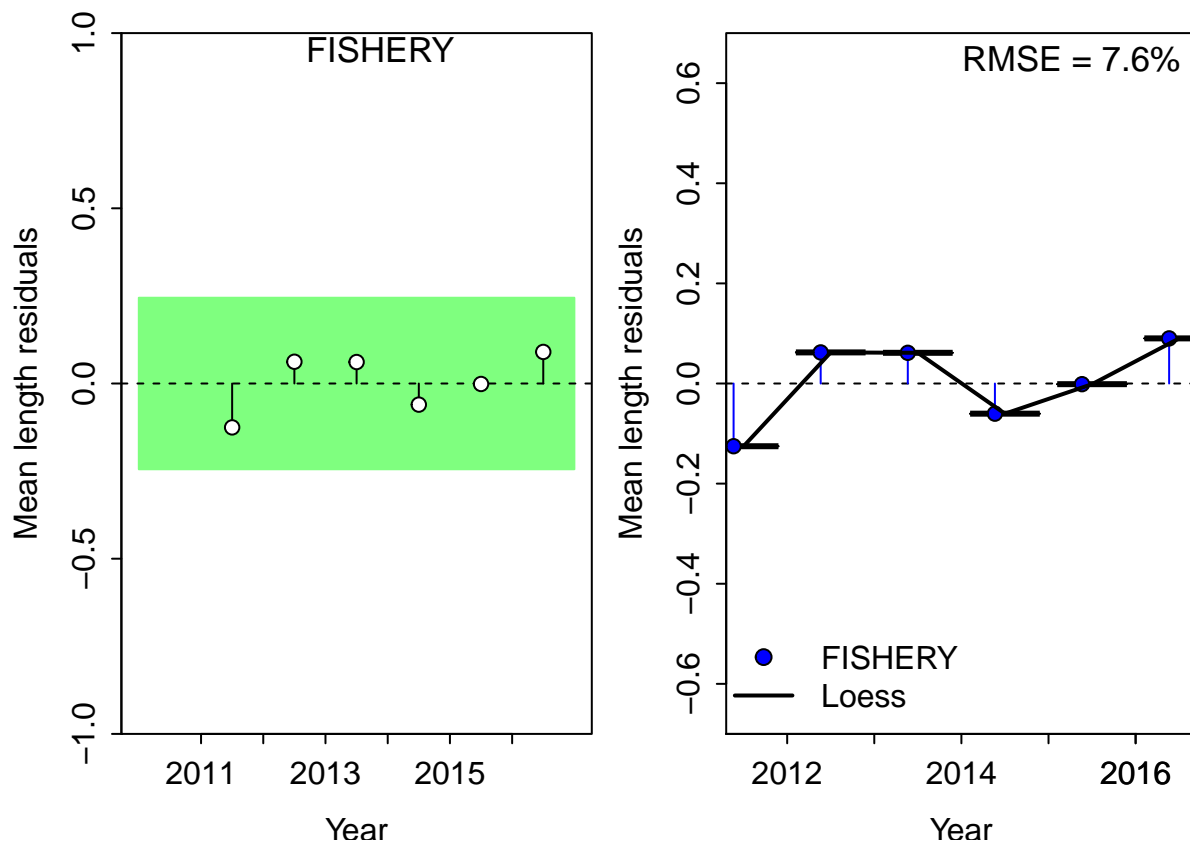 FISHERY
Mean length residuals
1.0
0.5
0.0
−0.5
−1.0
2011 2013 2015
Year
RMSE = 7.6%
Mean length residuals
0.6
0.4
0.2
0.0
−0.2
−0.4
−0.6
FISHERY
Loess
2012 2014 2016
Year